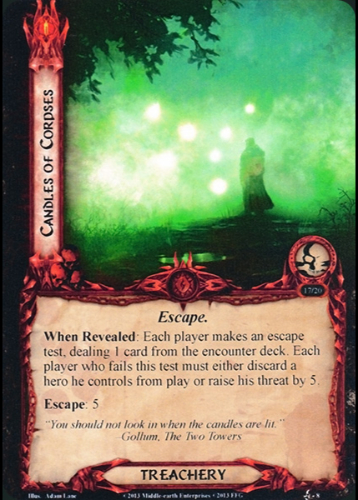 CANDLES OF CORPSES
17/20
Escape.
When Revealed: Each player makes an escape
test, dealing 1 card from the encounter deck. Each
player who fails this test must either discard a
hero he controls from play or raise his threat by 5.
Escape: 5
"You should not look in when the candles are lit."
-Gollum, The Two Towers
TREACHERY
Illus. Adam Lane
©2013 Middle-earth Enterprises ©2013 FFG